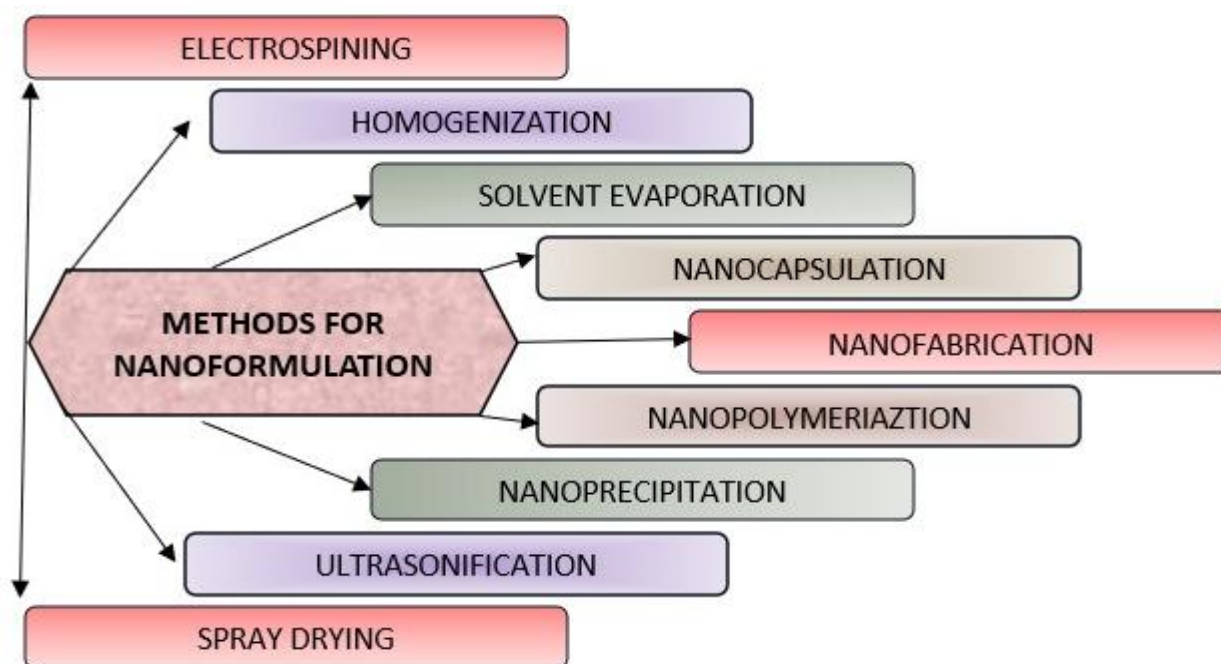 ELECTROSPINING
HOMOGENIZATION
SOLVENT EVAPORATION
NANOCAPSULATION
METHODS FOR
NANOFORMULATION
NANOFABRICATION
NANOPOLYMERIAZTION
NANOPRECIPITATION
ULTRASONIFICATION
SPRAY DRYING